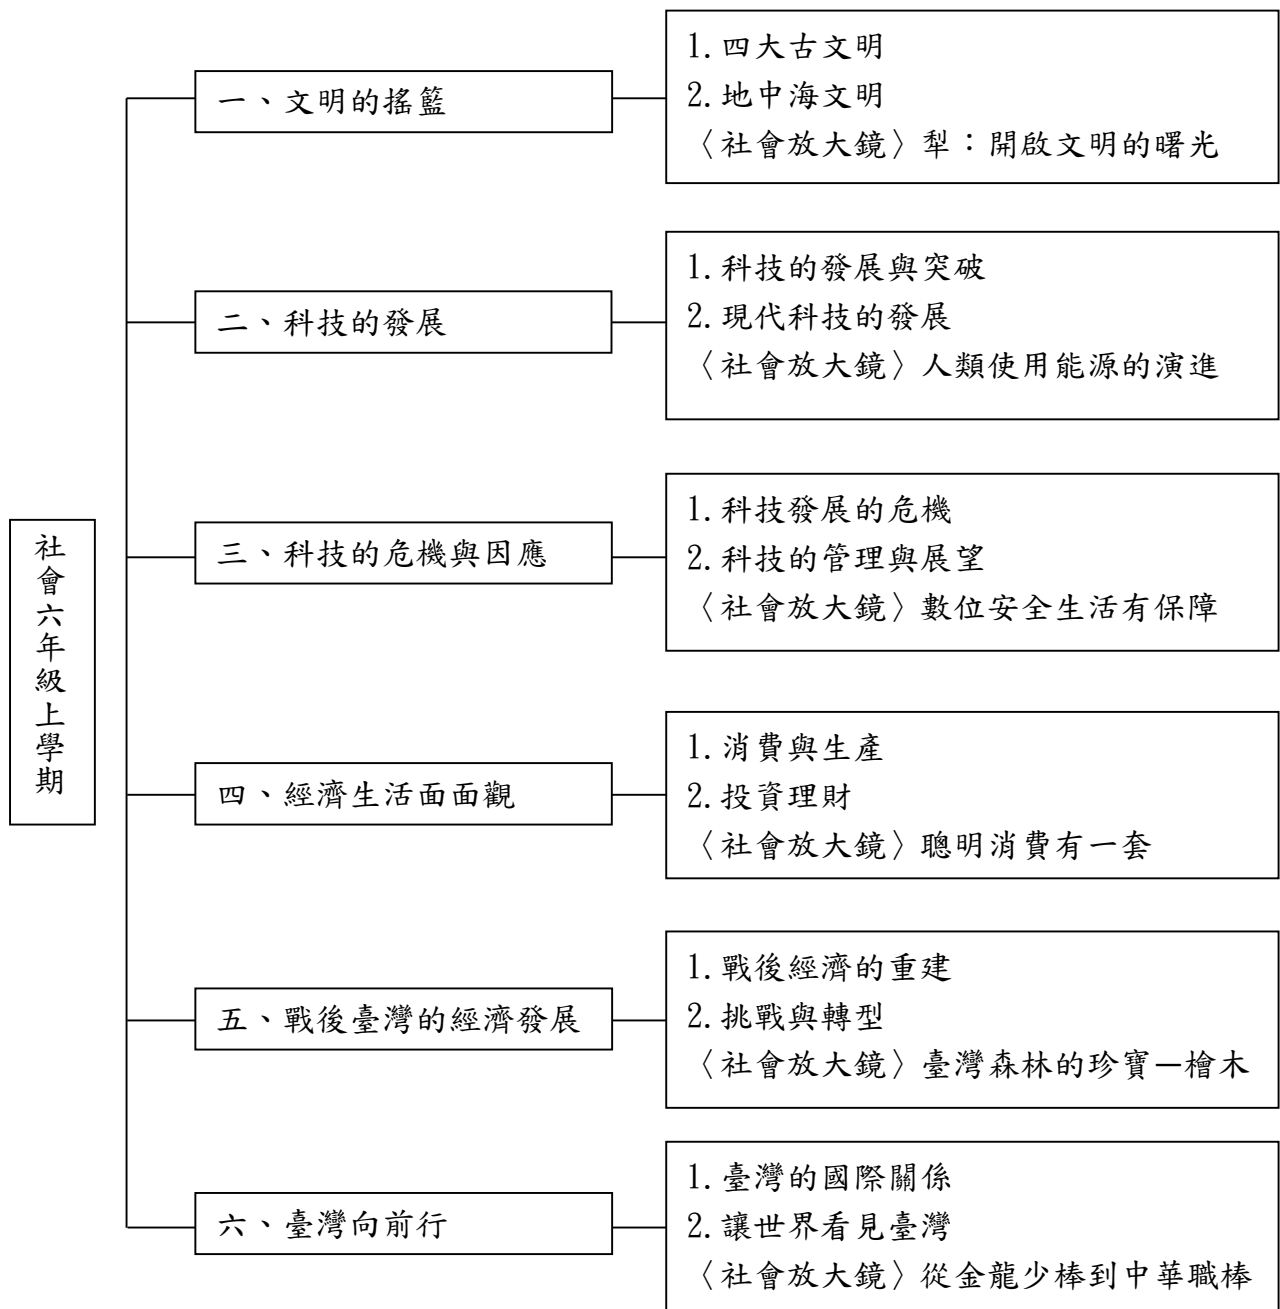 社會六年級上學期
一、文明的搖籃
1.四大古文明
2.地中海文明
〈社會放大鏡〉犁：開啟文明的曙光
二、科技的發展
1.科技的發展與突破
2.現代科技的發展
〈社會放大鏡〉人類使用能源的演進
三、科技的危機與因應
1.科技發展的危機
2.科技的管理與展望
〈社會放大鏡〉數位安全生活有保障
四、經濟生活面面觀
1.消費與生產
2.投資理財
〈社會放大鏡〉聰明消費有一套
五、戰後臺灣的經濟發展
1.戰後經濟的重建
2.挑戰與轉型
〈社會放大鏡〉臺灣森林的珍寶—檜木
六、臺灣向前行
1.臺灣的國際關係
2.讓世界看見臺灣
〈社會放大鏡〉從金龍少棒到中華職棒